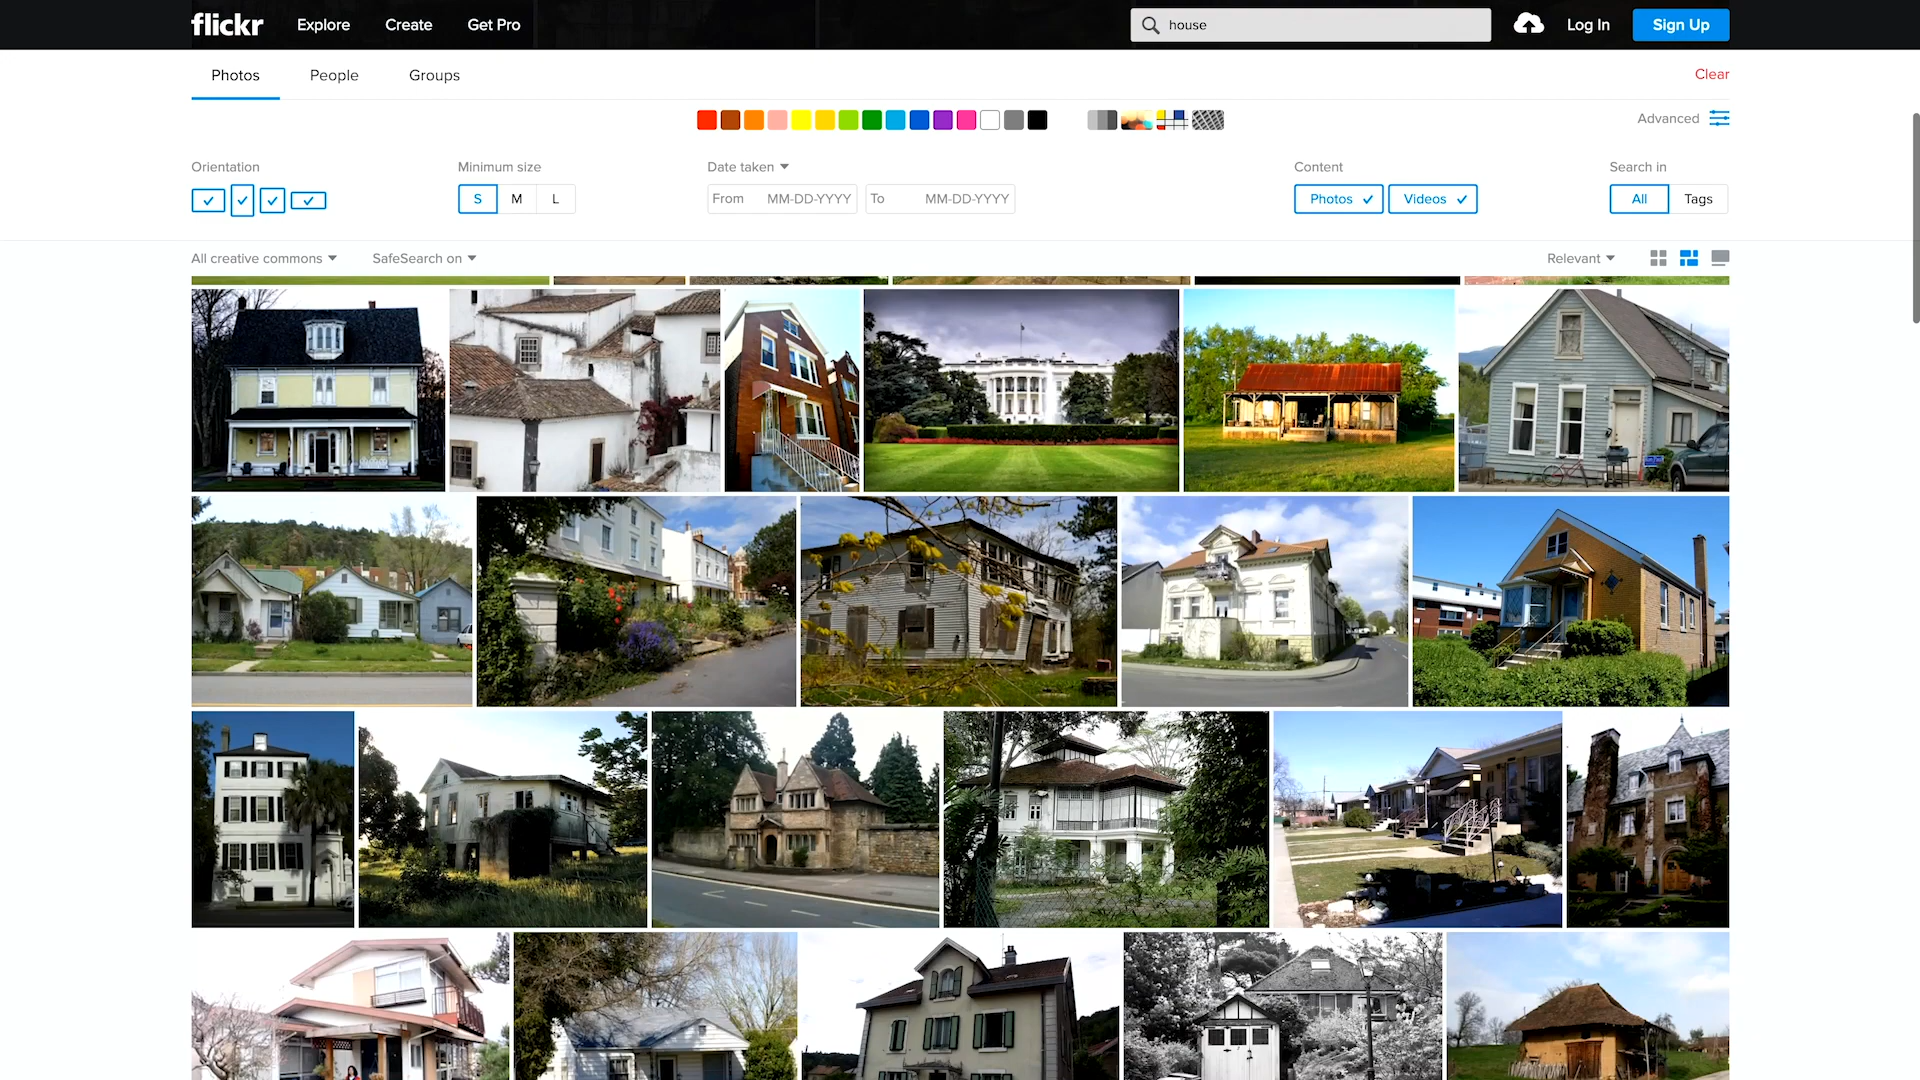 flickr Explore Create Get Pro house Log In Sign Up
Photos People Groups Clear
Advanced
Orientation Minimum size Date taken Content Search in
S M L From MM-DD-YYYY To MM-DD-YYYY Photos Videos All Tags
All creative commons SafeSearch on Relevant